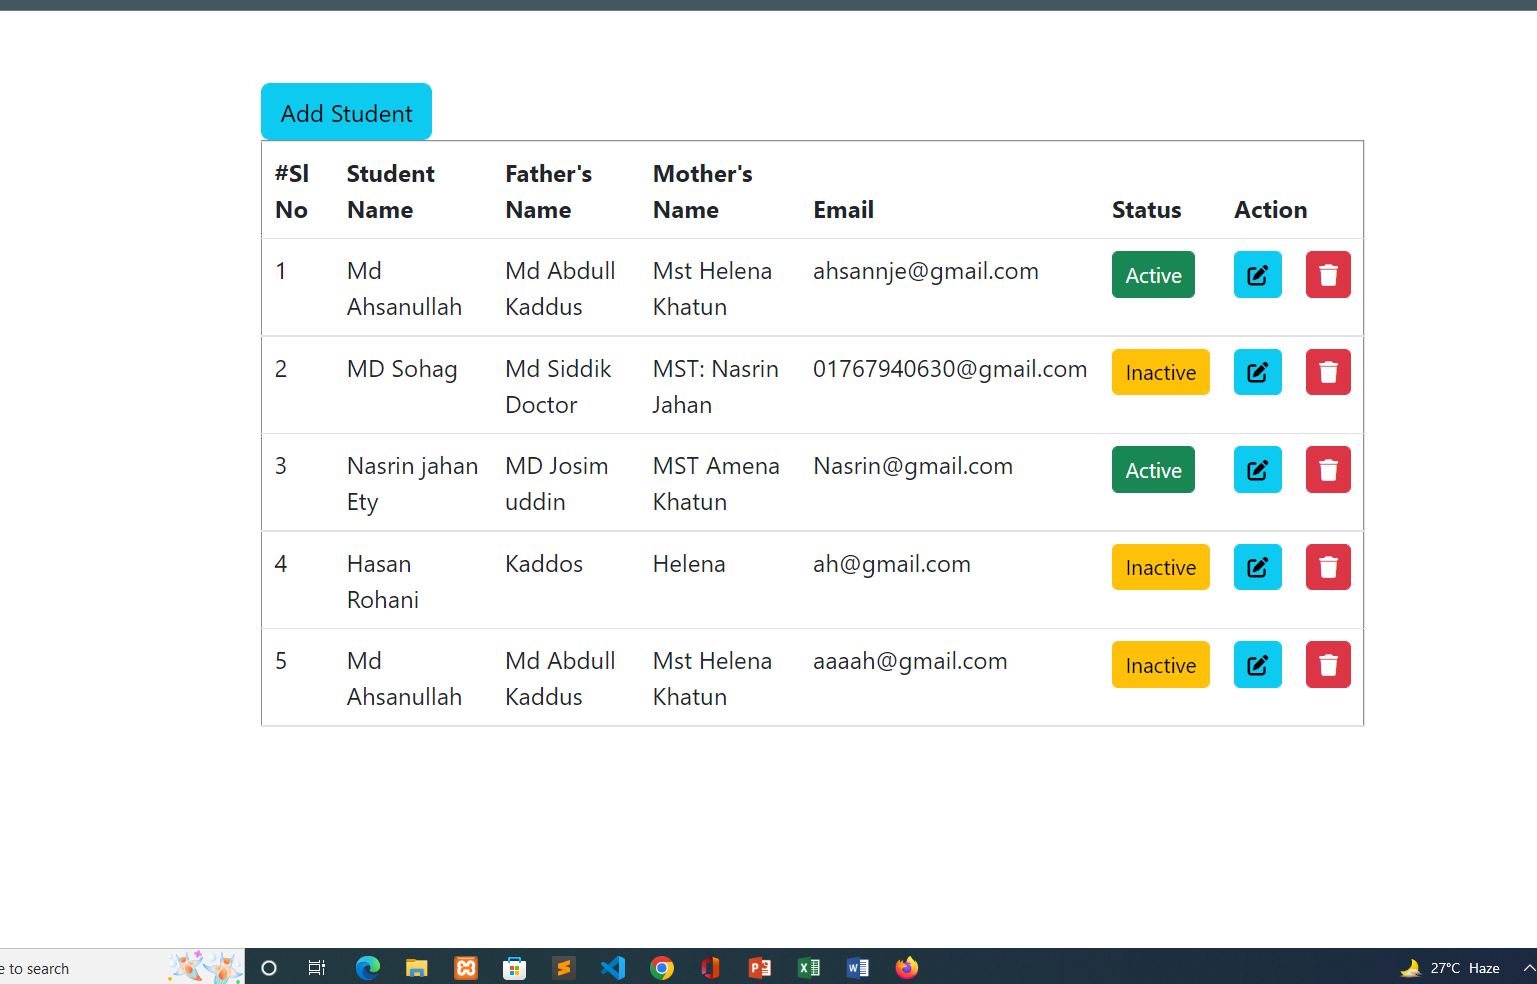 Add Student
#Sl No Student Name Father's Name Mother's Name Email Status Action
1 Md Ahsanullah Md Abdull Kaddus Mst Helena Khatun ahsannje@gmail.com Active
2 MD Sohag Md Siddik Doctor MST: Nasrin Jahan 01767940630@gmail.com Inactive
3 Nasrin jahan Ety MD Josim uddin MST Amena Khatun Nasrin@gmail.com Active
4 Hasan Rohani Kaddos Helena ah@gmail.com Inactive
5 Md Ahsanullah Md Abdull Kaddus Mst Helena Khatun aaaah@gmail.com Inactive
e to search 27°C Haze